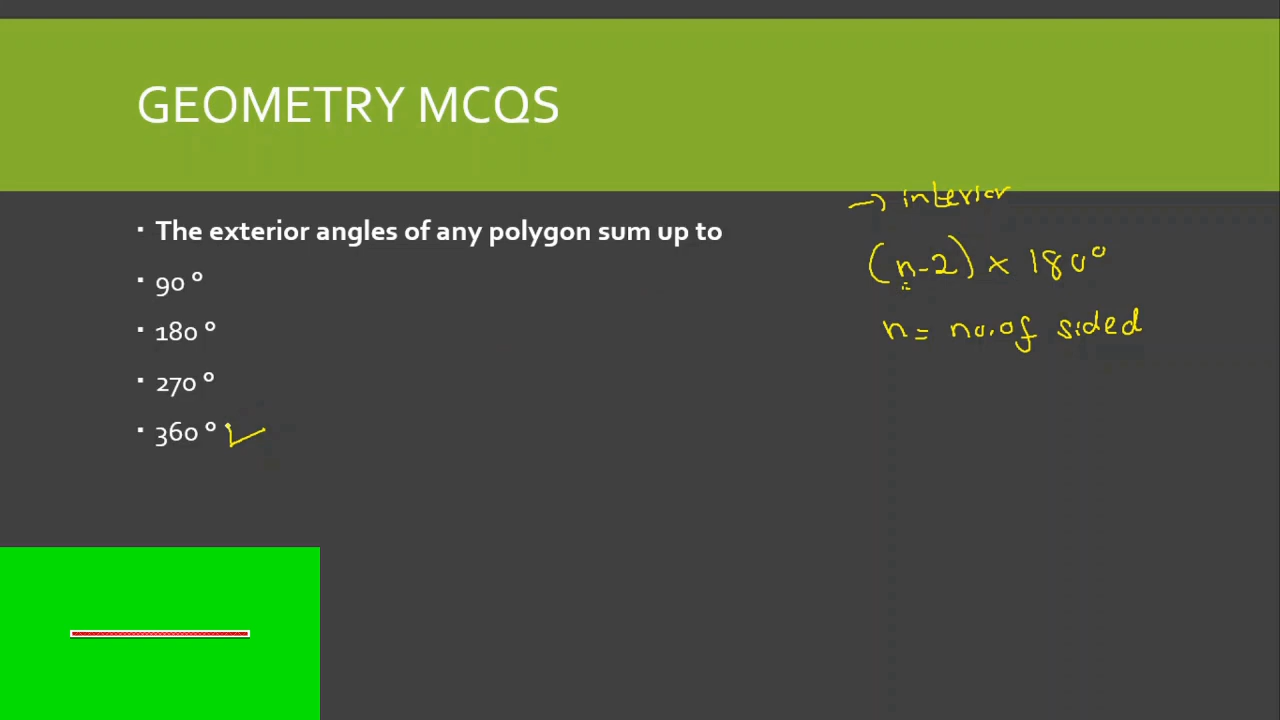 GEOMETRY MCQS
▪ The exterior angles of any polygon sum up to
▪ 90 °
▪ 180 °
▪ 270 °
▪ 360 ° ✓
→ interior
(n-2) × 180°
n = no.of sided